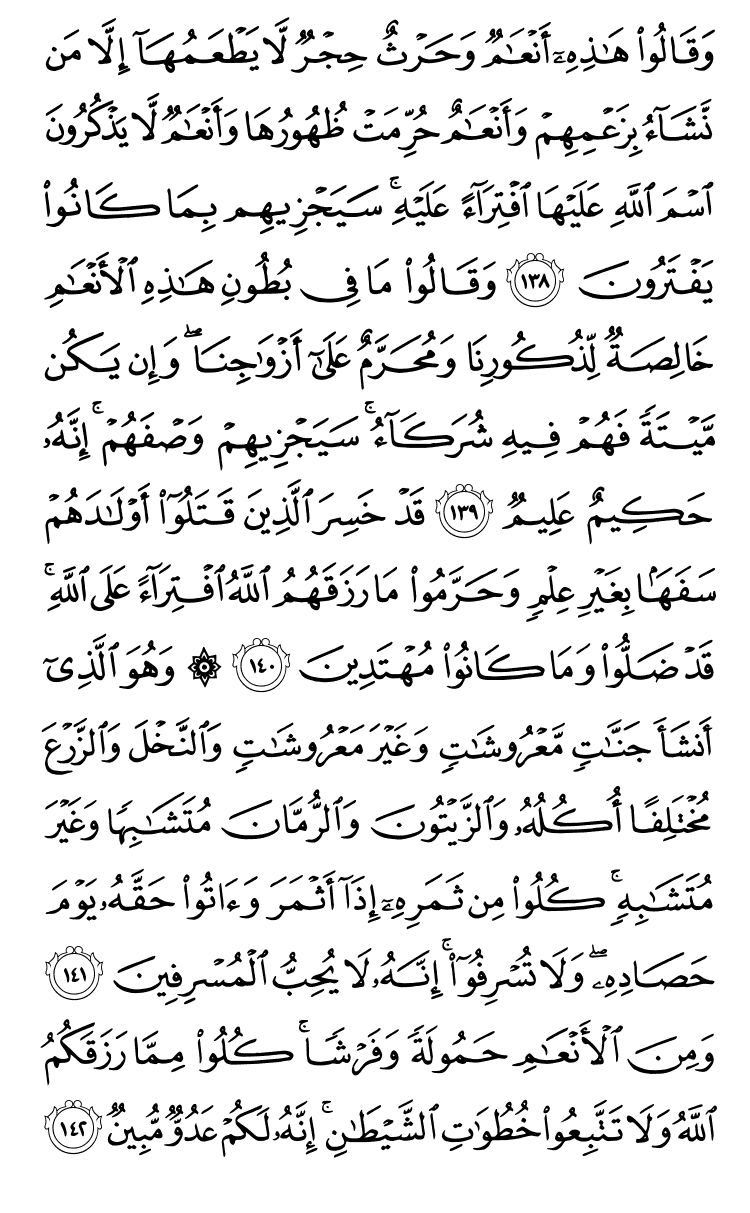 وَقَالُوا۟ هَـٰذِهِۦٓ أَنْعَـٰمٌ وَحَرْثٌ حِجْرٌ لَّا يَطْعَمُهَآ إِلَّا مَن
نَّشَآءُ بِزَعْمِهِمْ وَأَنْعَـٰمٌ حُرِّمَتْ ظُهُورُهَا وَأَنْعَـٰمٌ لَّا يَذْكُرُونَ
ٱسْمَ ٱللَّهِ عَلَيْهَا ٱفْتِرَآءً عَلَيْهِ ۚ سَيَجْزِيهِم بِمَا كَانُوا۟
يَفْتَرُونَ ١٣٨ وَقَالُوا۟ مَا فِى بُطُونِ هَـٰذِهِ ٱلْأَنْعَـٰمِ
خَالِصَةٌ لِّذُكُورِنَا وَمُحَرَّمٌ عَلَىٰٓ أَزْوَٰجِنَا ۖ وَإِن يَكُن
مَّيْتَةً فَهُمْ فِيهِ شُرَكَآءُ ۚ سَيَجْزِيهِمْ وَصْفَهُمْ ۚ إِنَّهُۥ
حَكِيمٌ عَلِيمٌ ١٣٩ قَدْ خَسِرَ ٱلَّذِينَ قَتَلُوٓا۟ أَوْلَـٰدَهُمْ
سَفَهًۢا بِغَيْرِ عِلْمٍ وَحَرَّمُوا۟ مَا رَزَقَهُمُ ٱللَّهُ ٱفْتِرَآءً عَلَى ٱللَّهِ ۚ
قَدْ ضَلُّوا۟ وَمَا كَانُوا۟ مُهْتَدِينَ ١٤٠ ۞ وَهُوَ ٱلَّذِىٓ
أَنشَأَ جَنَّـٰتٍ مَّعْرُوشَـٰتٍ وَغَيْرَ مَعْرُوشَـٰتٍ وَٱلنَّخْلَ وَٱلزَّرْعَ
مُخْتَلِفًا أُكُلُهُۥ وَٱلزَّيْتُونَ وَٱلرُّمَّانَ مُتَشَـٰبِهًا وَغَيْرَ
مُتَشَـٰبِهٍ ۚ كُلُوا۟ مِن ثَمَرِهِۦٓ إِذَآ أَثْمَرَ وَءَاتُوا۟ حَقَّهُۥ يَوْمَ
حَصَادِهِۦ ۖ وَلَا تُسْرِفُوٓا۟ ۚ إِنَّهُۥ لَا يُحِبُّ ٱلْمُسْرِفِينَ ١٤١
وَمِنَ ٱلْأَنْعَـٰمِ حَمُولَةً وَفَرْشًا ۚ كُلُوا۟ مِمَّا رَزَقَكُمُ
ٱللَّهُ وَلَا تَتَّبِعُوا۟ خُطُوَٰتِ ٱلشَّيْطَـٰنِ ۚ إِنَّهُۥ لَكُمْ عَدُوٌّ مُّبِينٌ ١٤٢